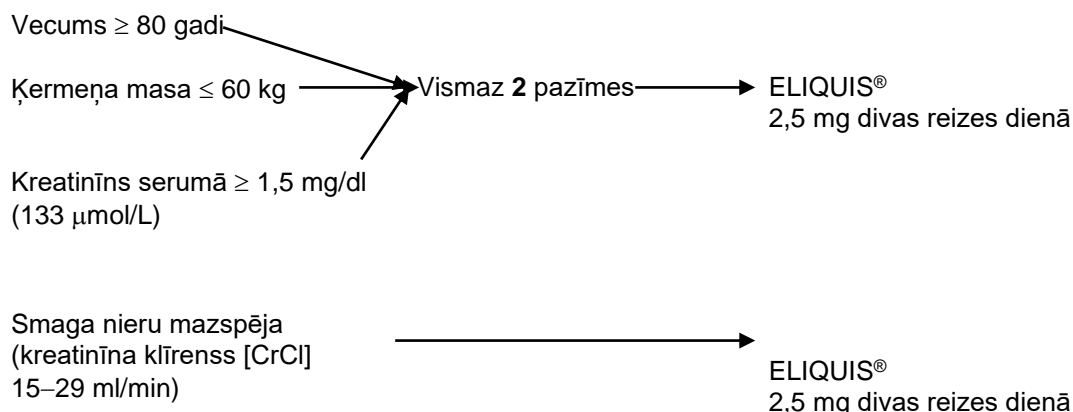 Vecums ≥ 80 gadi
Ķermeņa masa ≤ 60 kg
Vismaz 2 pazīmes
ELIQUIS®
2,5 mg divas reizes dienā
Kreatinīns serumā ≥ 1,5 mg/dl
(133 μmol/L)
Smaga nieru mazspēja
(kreatinīna klīrenss [CrCl]
15–29 ml/min)
ELIQUIS®
2,5 mg divas reizes dienā